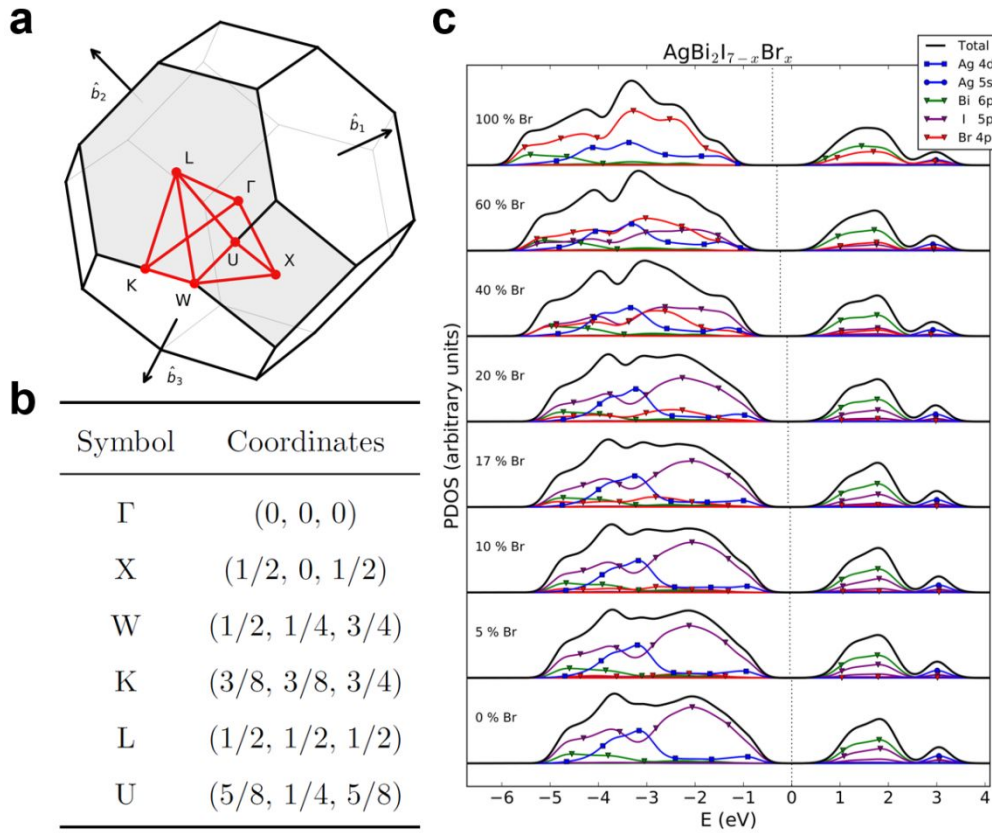 a
b̂₂
b̂₁
L
Γ
U
X
K
W
b̂₃
b
Symbol Coordinates
Γ (0, 0, 0)
X (1/2, 0, 1/2)
W (1/2, 1/4, 3/4)
K (3/8, 3/8, 3/4)
L (1/2, 1/2, 1/2)
U (5/8, 1/4, 5/8)
c
AgBi₂I₇₋ₓBrₓ
Total
Ag 4d
Ag 5s
Bi 6p
I 5p
Br 4p
100 % Br
60 % Br
40 % Br
20 % Br
17 % Br
10 % Br
5 % Br
0 % Br
PDOS (arbitrary units)
−6 −5 −4 −3 −2 −1 0 1 2 3 4
E (eV)